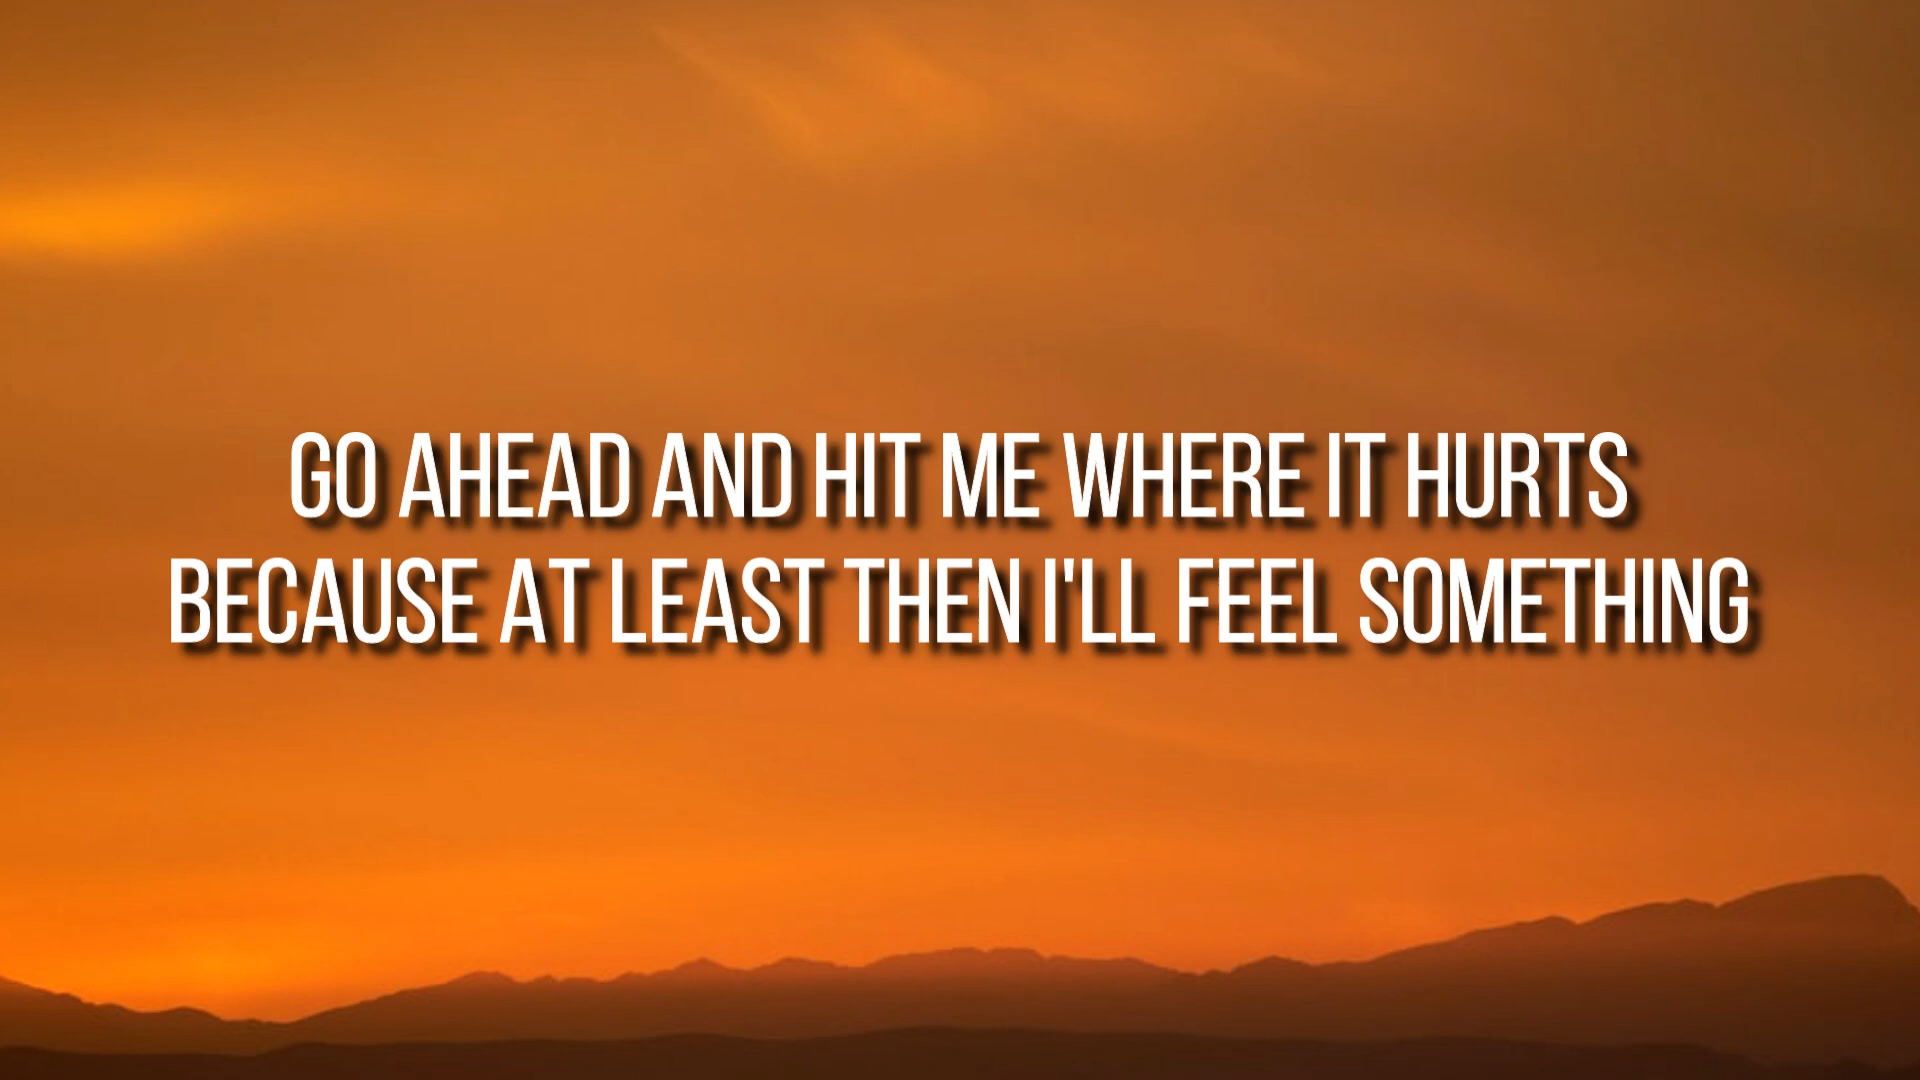 GO AHEAD AND HIT ME WHERE IT HURTS
BECAUSE AT LEAST THEN I'LL FEEL SOMETHING